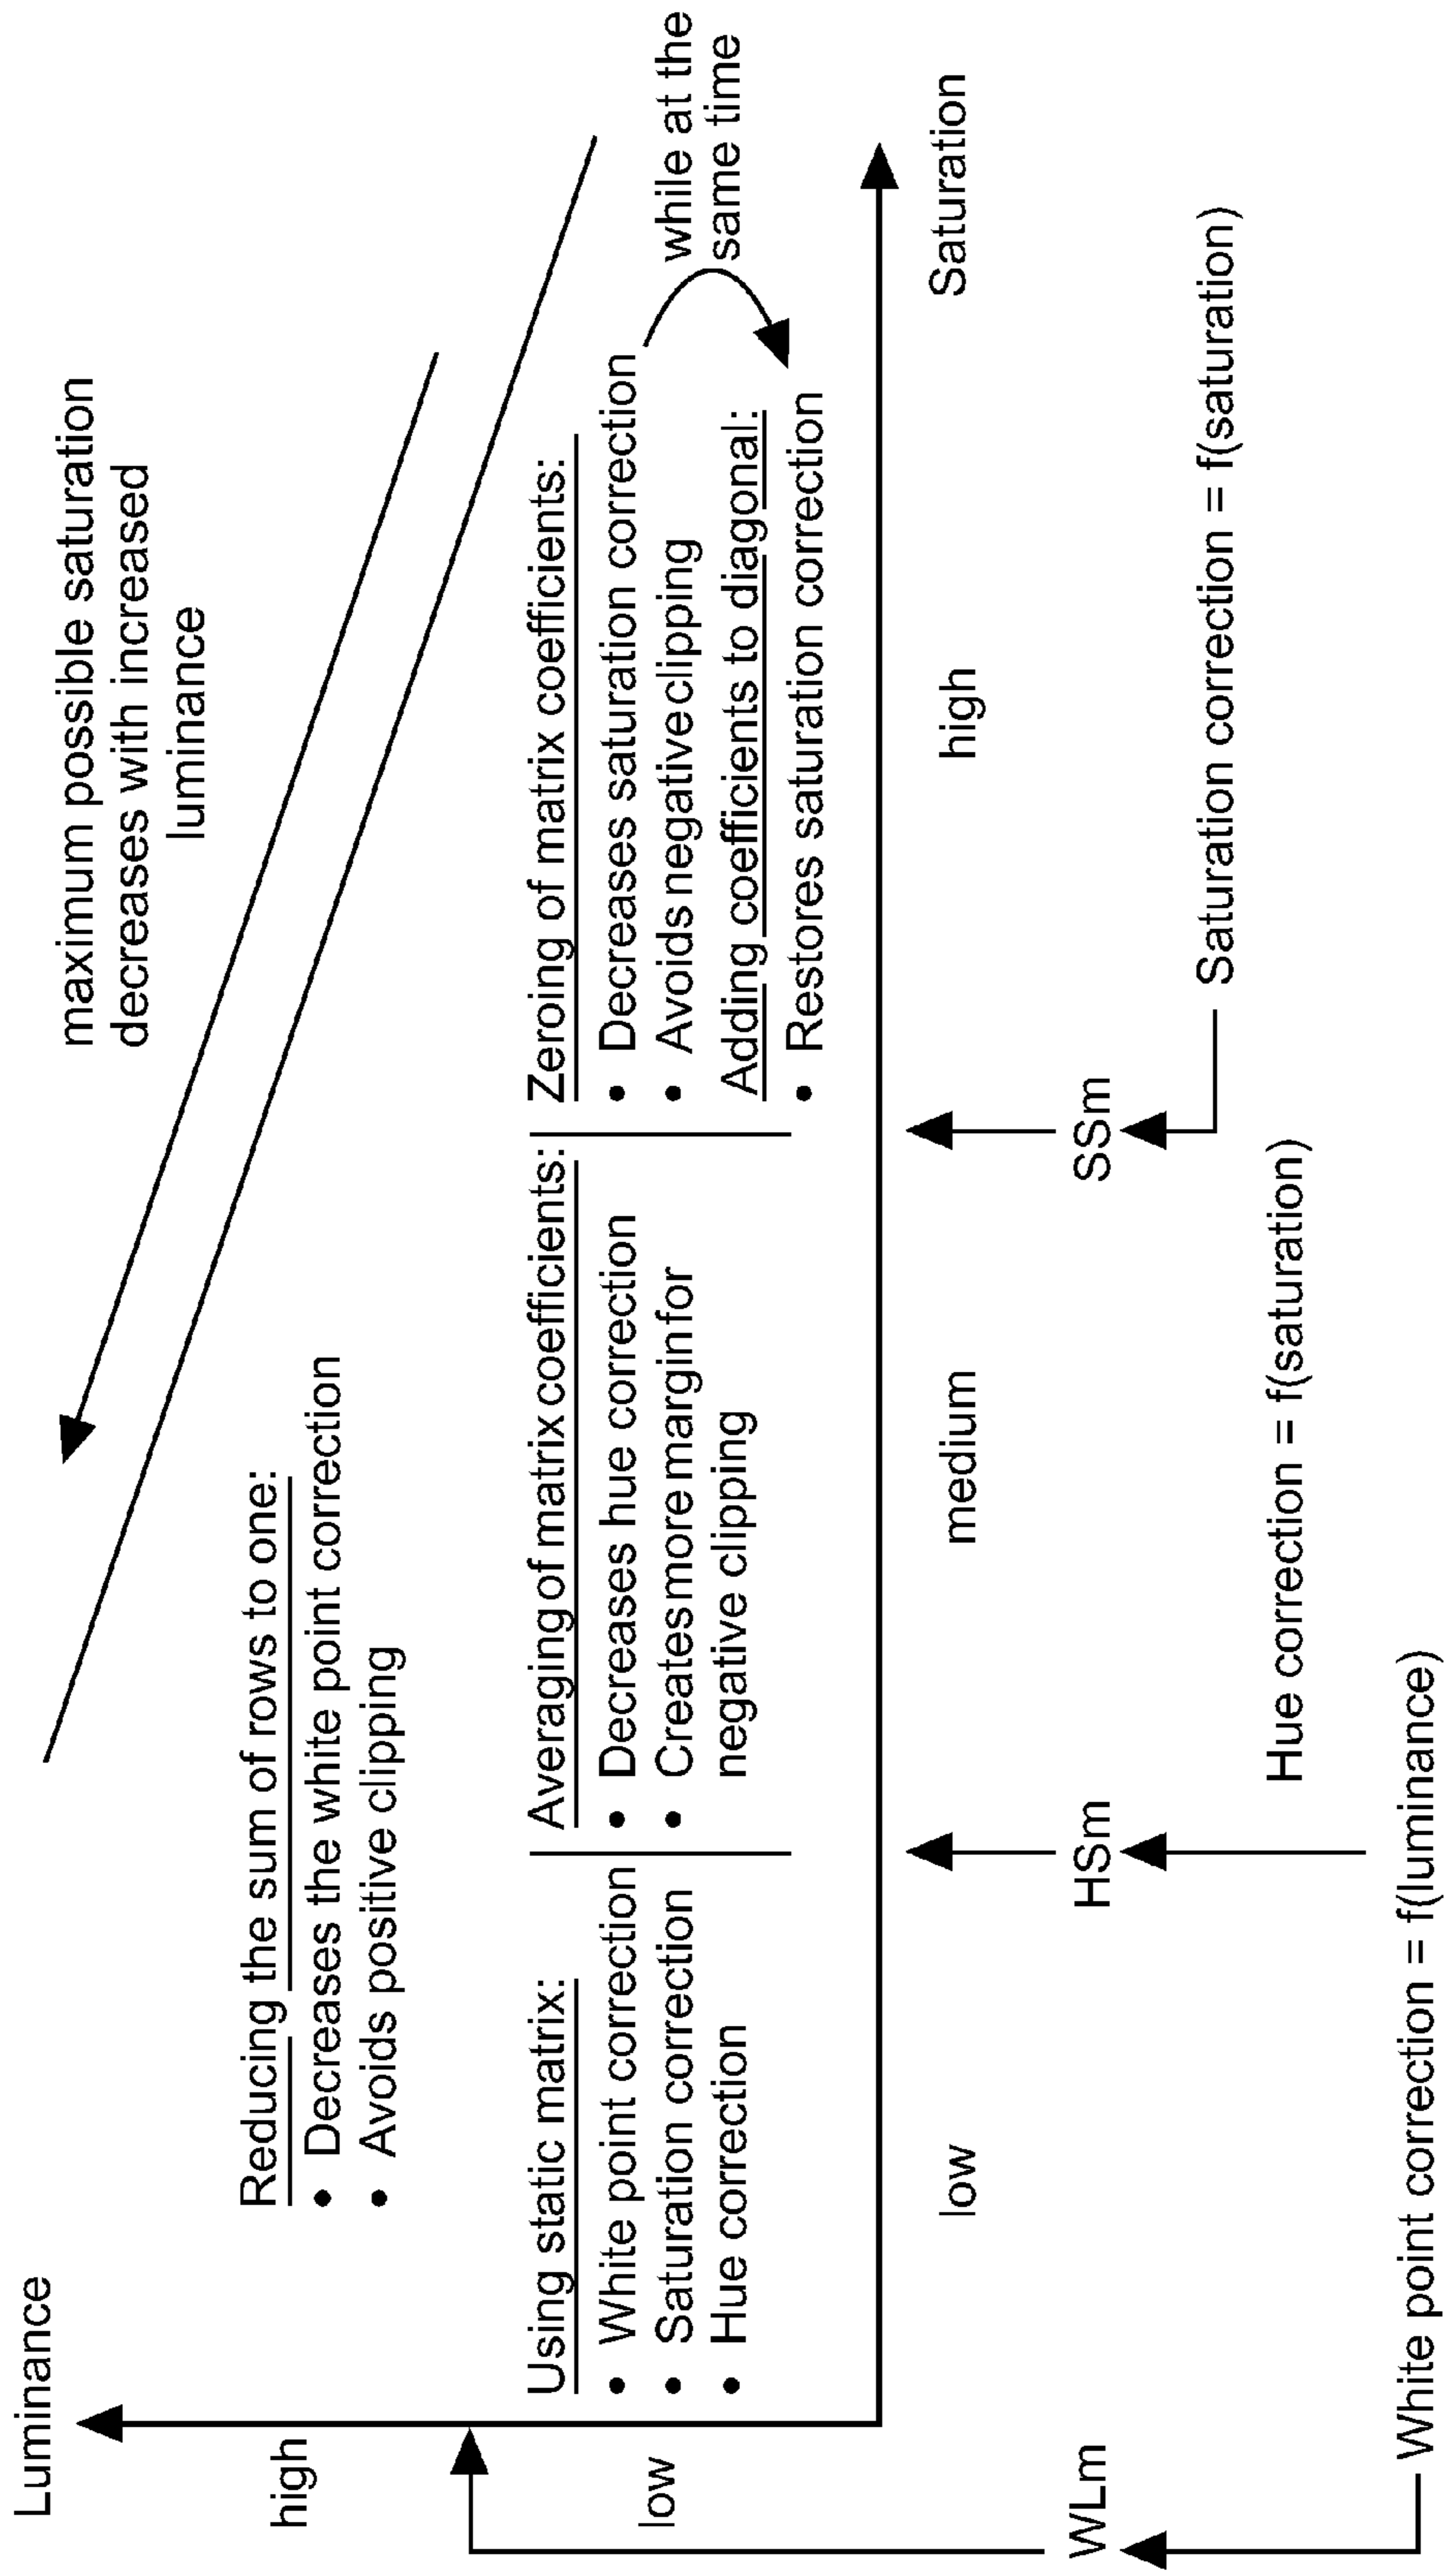 Luminance
high
low
maximum possible saturation
decreases with increased
luminance
Reducing the sum of rows to one:
• Decreases the white point correction
• Avoids positive clipping
Using static matrix:
• White point correction
• Saturation correction
• Hue correction
Averaging of matrix coefficients:
• Decreases hue correction
• Creates more margin for
negative clipping
Zeroing of matrix coefficients:
• Decreases saturation correction
• Avoids negative clipping
Adding coefficients to diagonal:
• Restores saturation correction
while at the
same time
low
medium
high
Saturation
WLm
HSm
SSm
Saturation correction = f(saturation)
Hue correction = f(saturation)
White point correction = f(luminance)